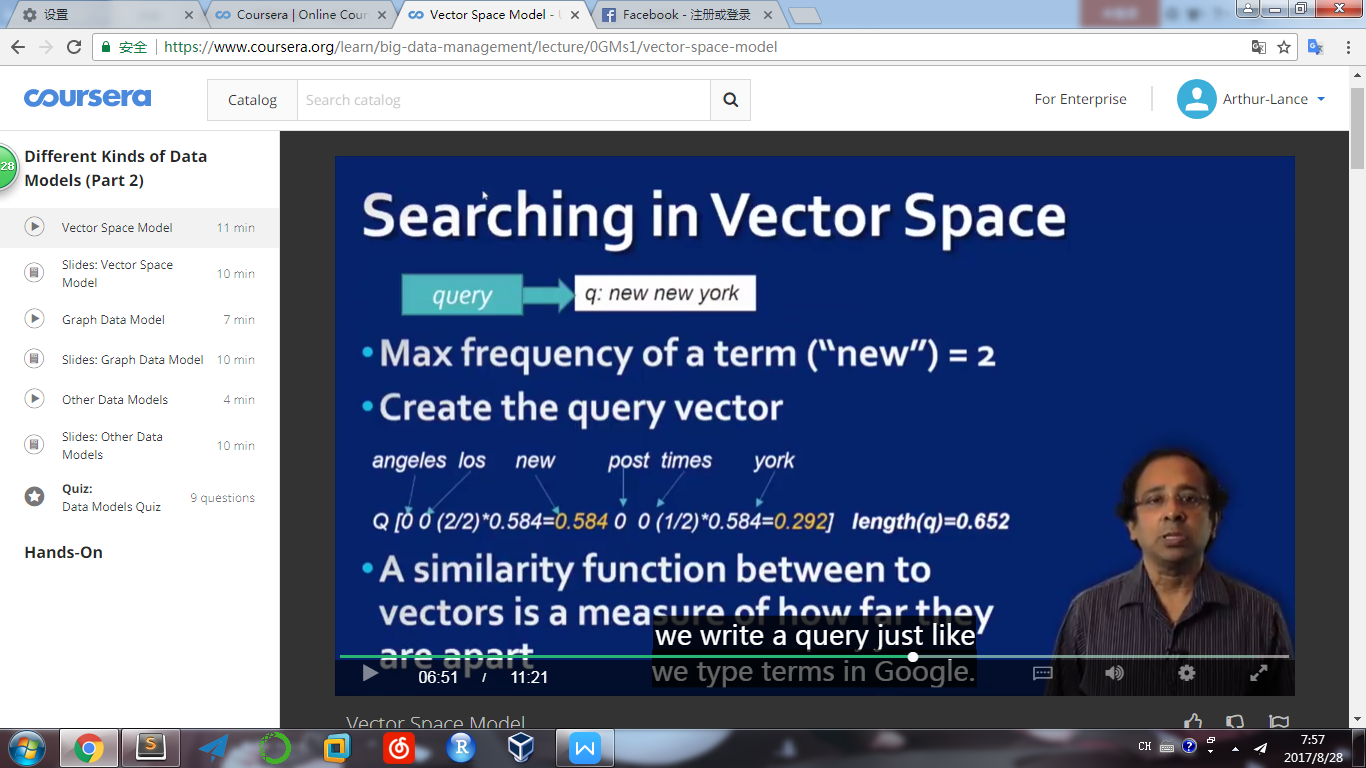 设置
Coursera | Online Cour
Vector Space Model - 
Facebook - 注册或登录
安全
https://www.coursera.org/learn/big-data-management/lecture/0GMs1/vector-space-model
coursera
Catalog
Search catalog
For Enterprise
Arthur-Lance
28
Different Kinds of Data
Models (Part 2)
Vector Space Model 11 min
Slides: Vector Space
Model
10 min
Graph Data Model 7 min
Slides: Graph Data Model 10 min
Other Data Models 4 min
Slides: Other Data
Models
10 min
Quiz:
Data Models Quiz
9 questions
Hands-On
Searching in Vector Space
query
q: new new york
•Max frequency of a term (“new”) = 2
•Create the query vector
angeles los new post times york
Q [0 0 (2/2)*0.584=0.584 0 0 (1/2)*0.584=0.292] length(q)=0.652
•A similarity function between to
vectors is a measure of how far they
are apart
we write a query just like
we type terms in Google.
06:51 / 11:21
Vector Space Model
CH
7:57
2017/8/28